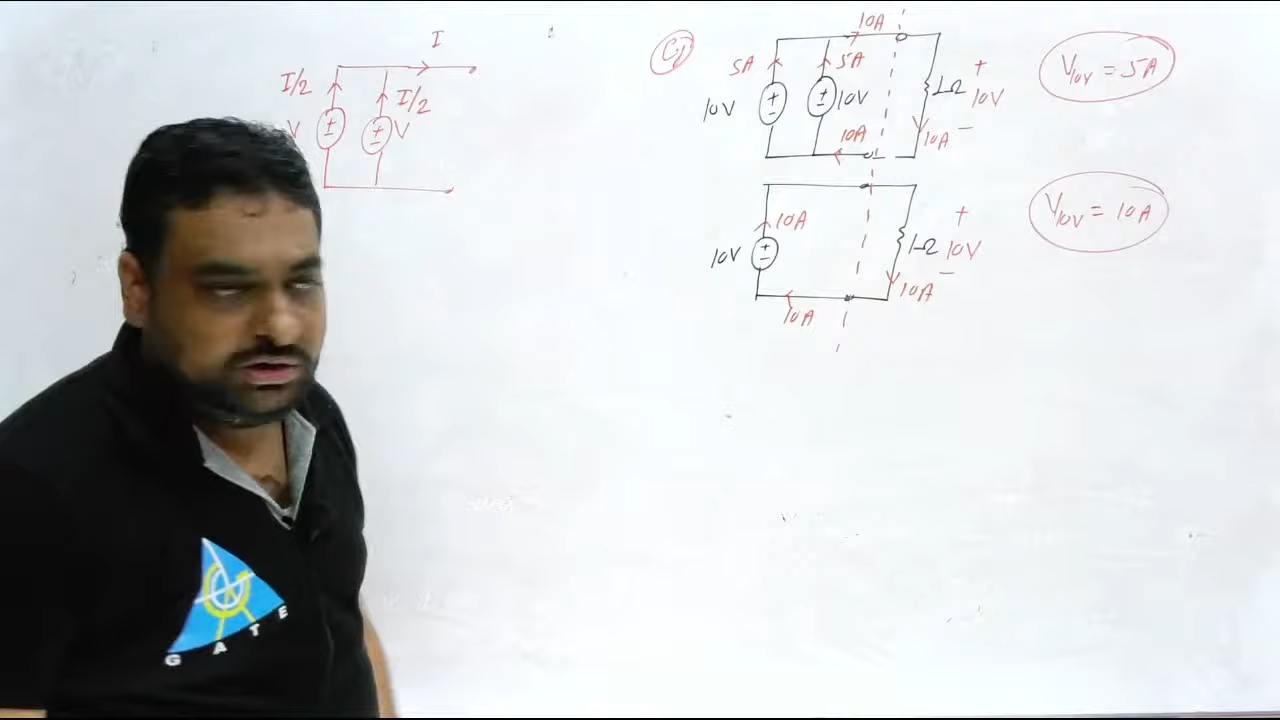 I
I/2
I/2
V
V
C)
10A
5A
5A
10V
10V
1Ω
+
10V
-
10A
10A
V10V = 5A
10A
10V
1Ω
+
10V
-
10A
10A
V10V = 10A
G A T E